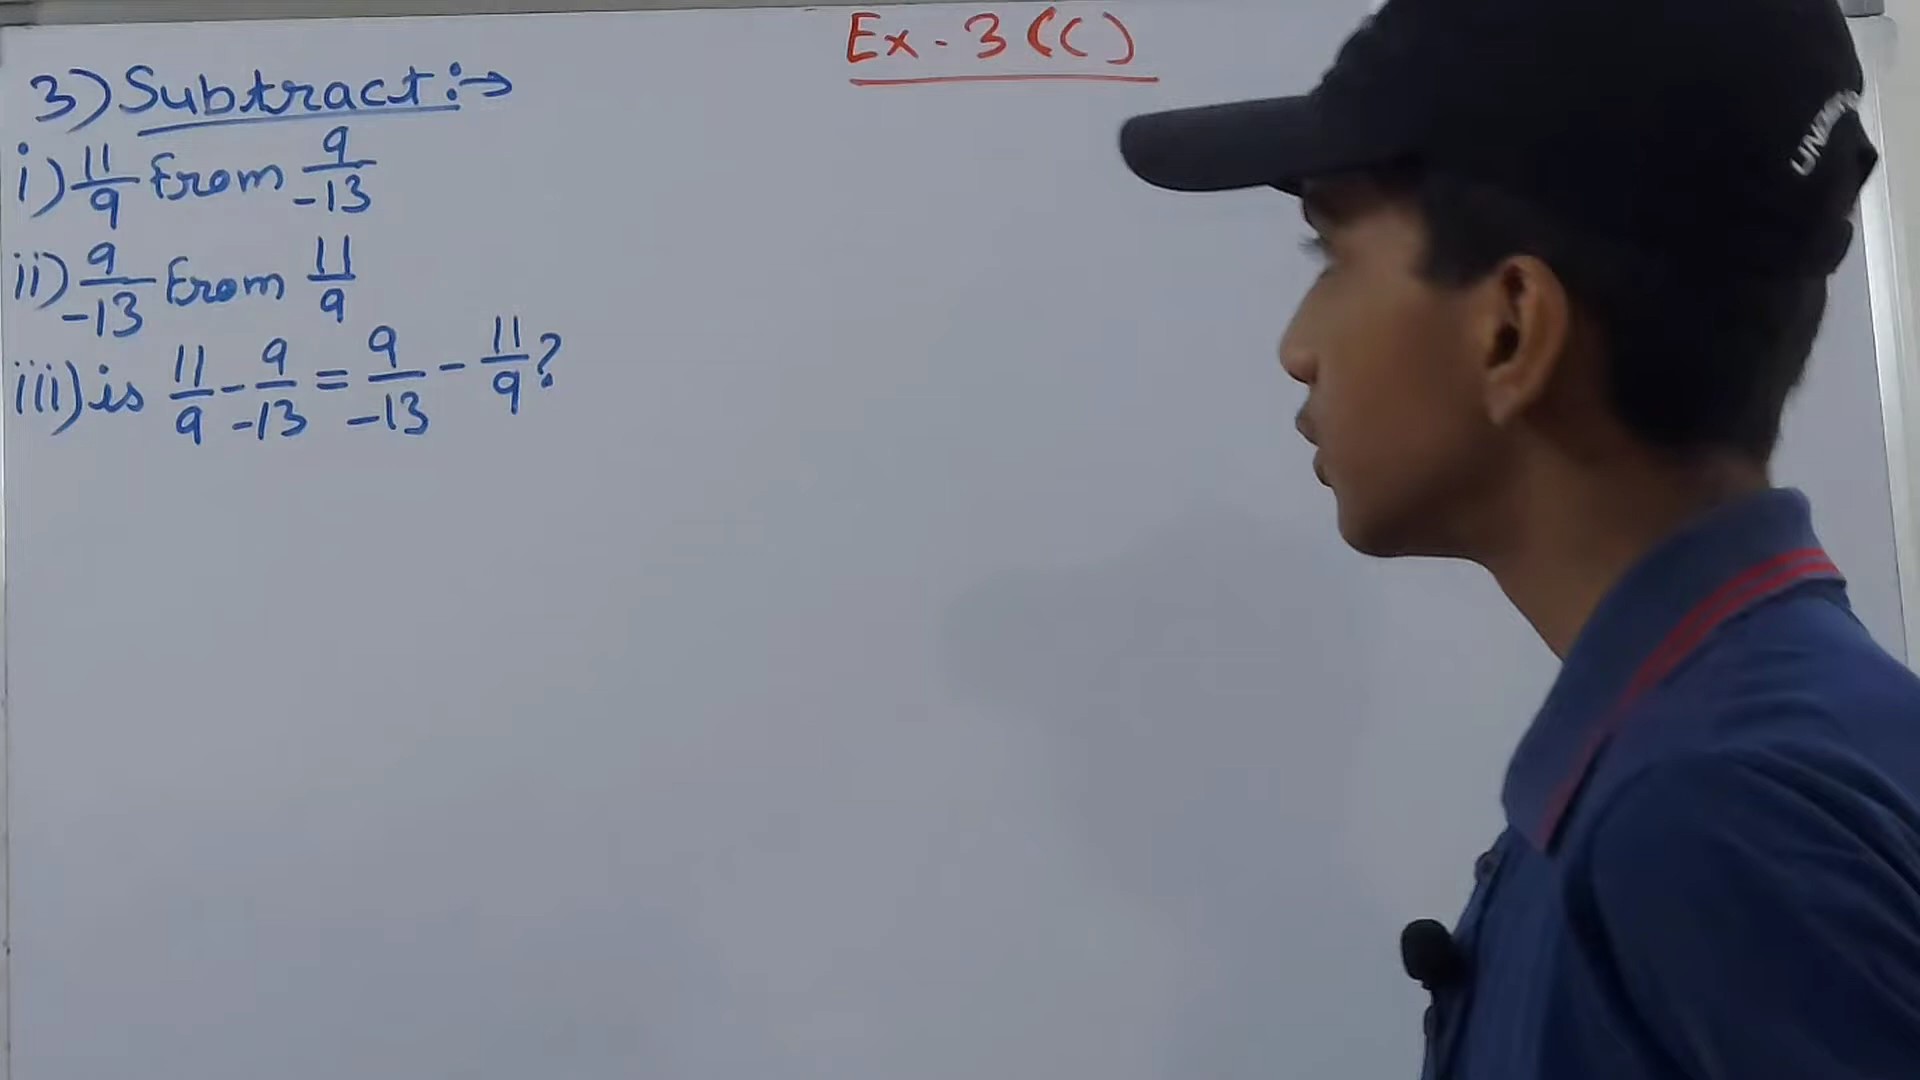 Ex - 3 (C)
3) Subtract :→
i) 11/9 from 9/-13
ii) 9/-13 from 11/9
iii) is 11/9 - 9/-13 = 9/-13 - 11/9 ?